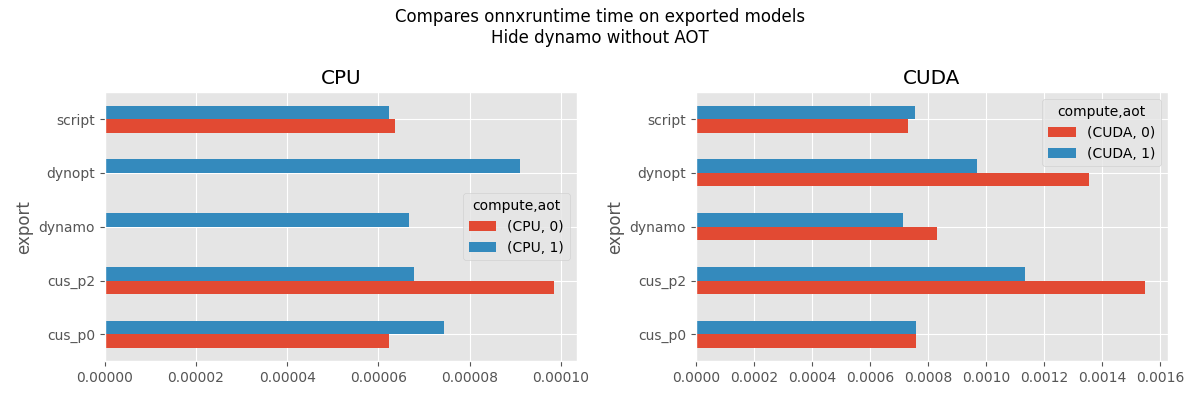 Compares onnxruntime time on exported models
Hide dynamo without AOT
CPU
export
script
dynopt
dynamo
cus_p2
cus_p0
compute,aot
(CPU, 0)
(CPU, 1)
0.00000 0.00002 0.00004 0.00006 0.00008 0.00010
CUDA
export
script
dynopt
dynamo
cus_p2
cus_p0
compute,aot
(CUDA, 0)
(CUDA, 1)
0.0000 0.0002 0.0004 0.0006 0.0008 0.0010 0.0012 0.0014 0.0016